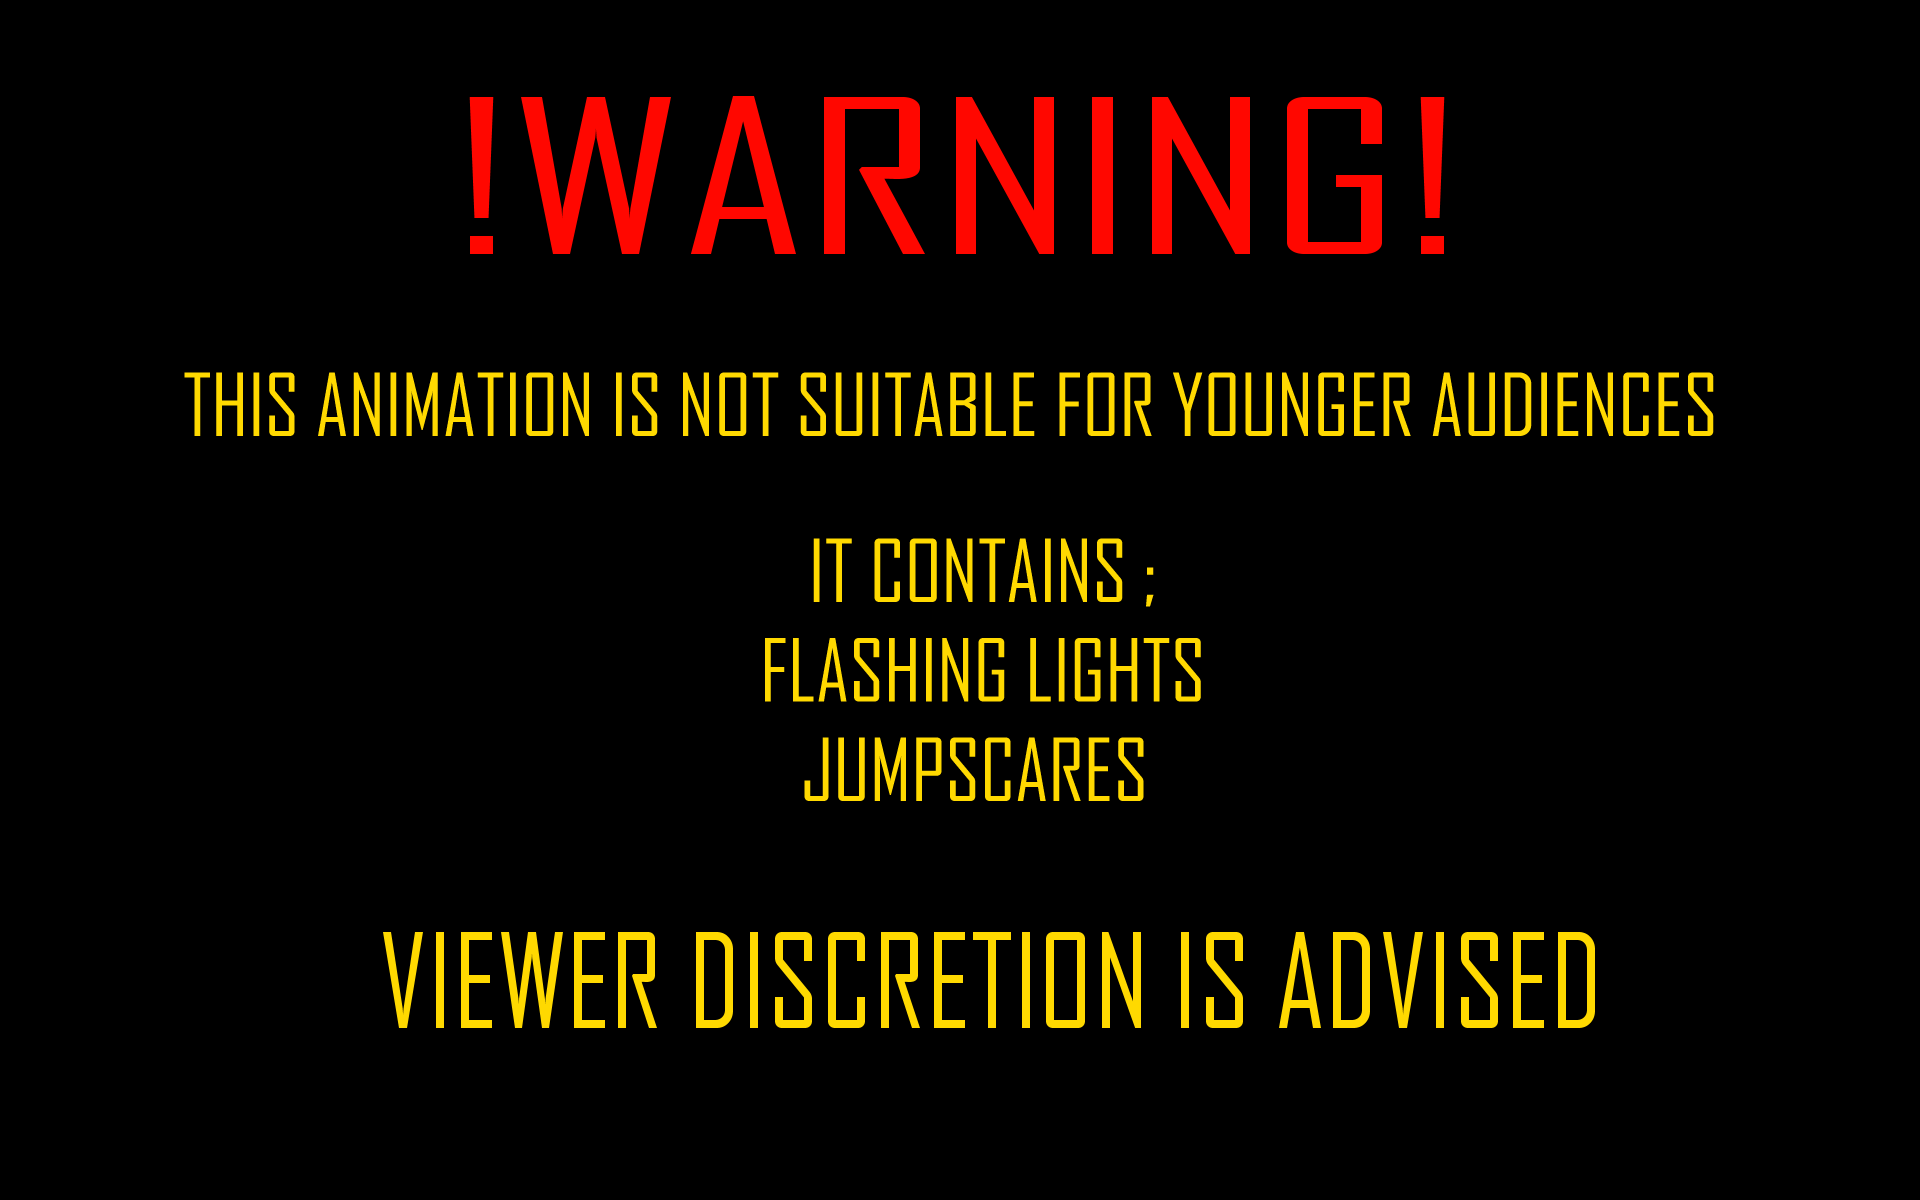 !WARNING!
THIS ANIMATION IS NOT SUITABLE FOR YOUNGER AUDIENCES
IT CONTAINS ;
FLASHING LIGHTS
JUMPSCARES
VIEWER DISCRETION IS ADVISED